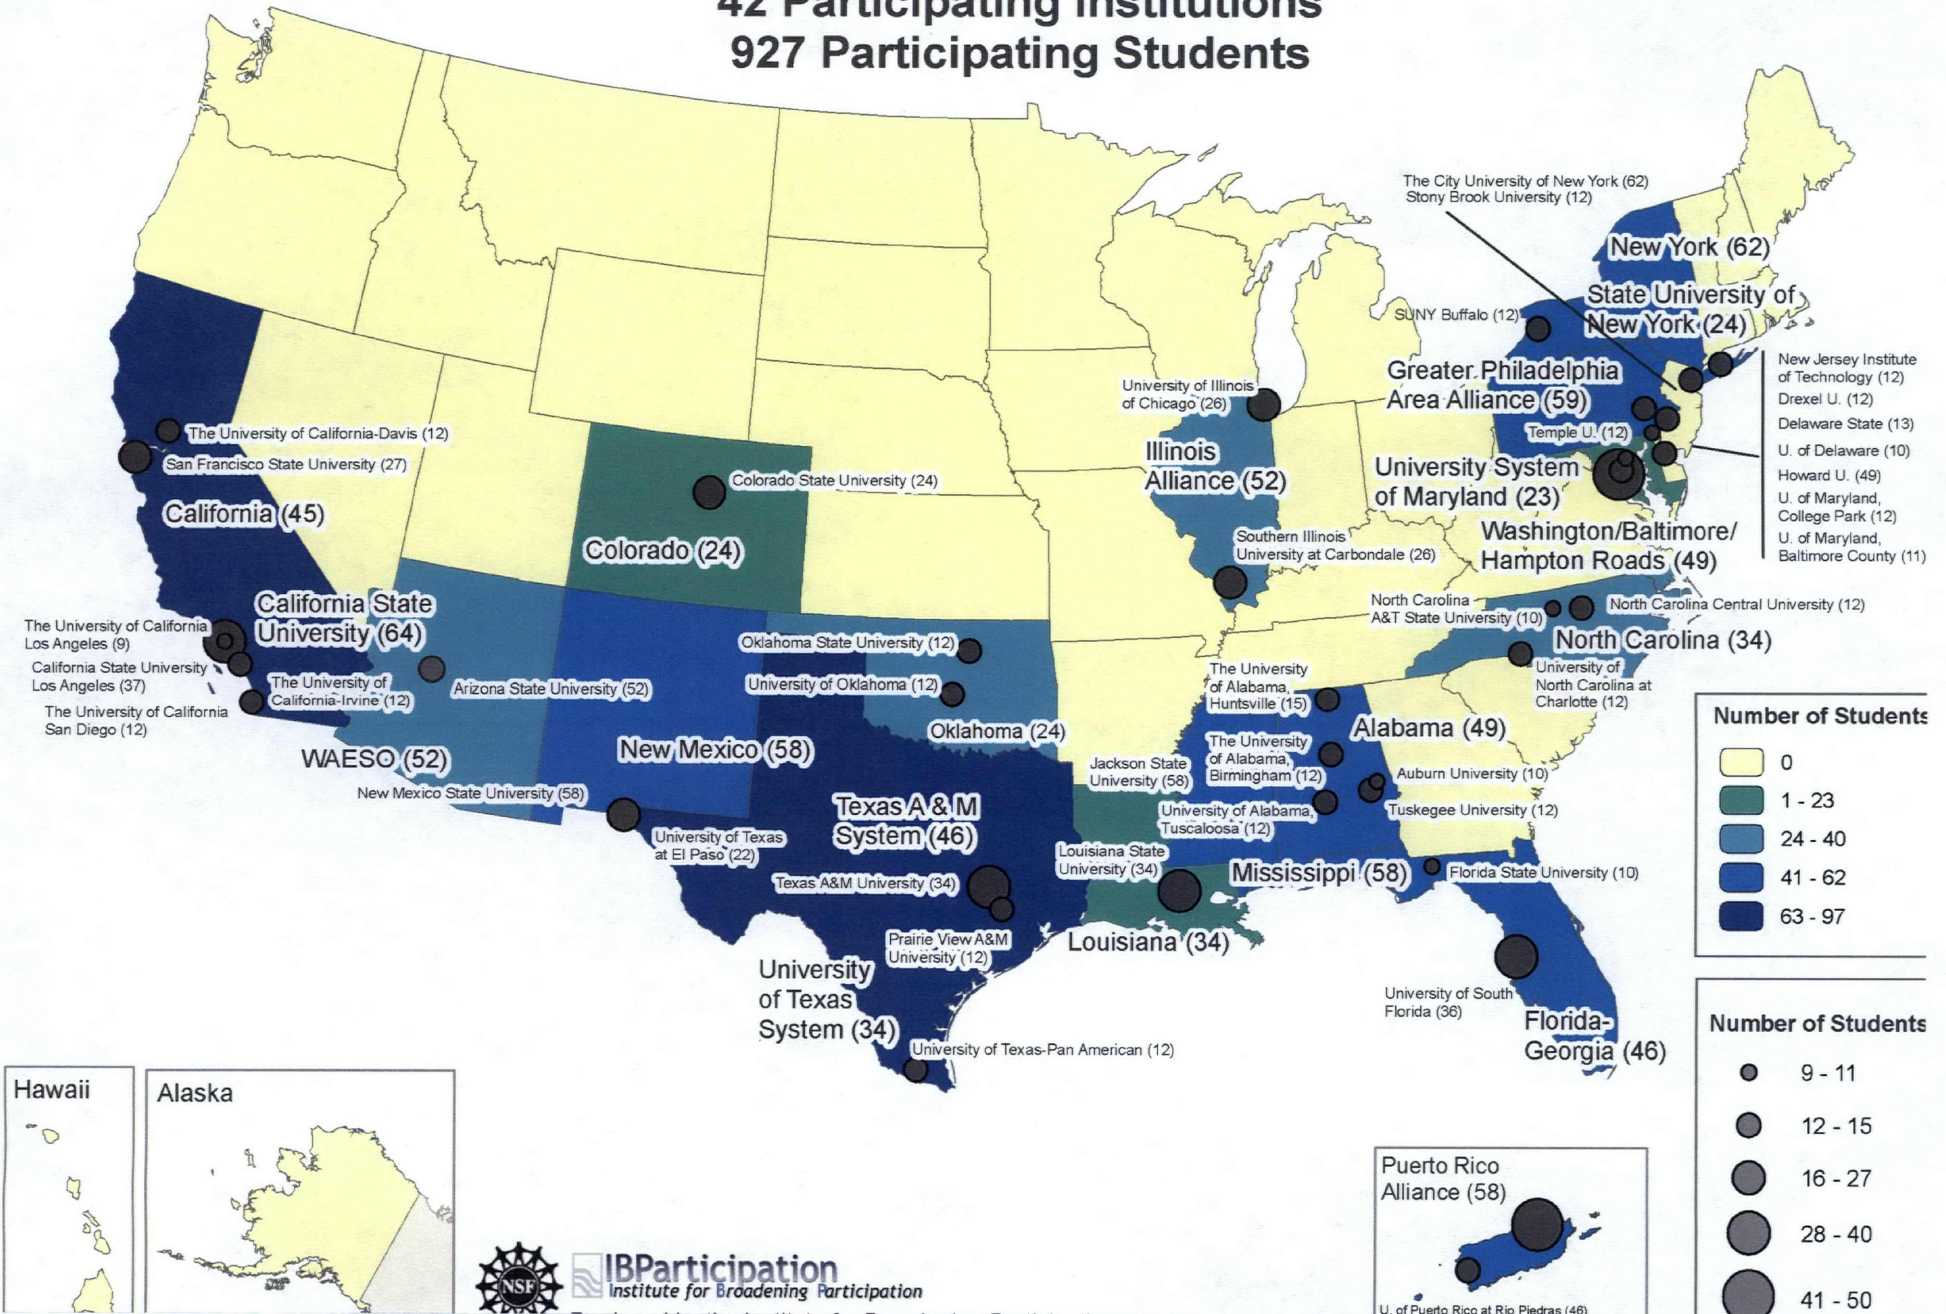 42 Participating Institutions
927 Participating Students
The City University of New York (62)
Stony Brook University (12)
New York (62)
State University of
New York (24)
SUNY Buffalo (12)
Greater Philadelphia
Area Alliance (59)
Temple U. (12)
New Jersey Institute
of Technology (12)
Drexel U. (12)
Delaware State (13)
U. of Delaware (10)
Howard U. (49)
U. of Maryland,
College Park (12)
U. of Maryland,
Baltimore County (11)
University System
of Maryland (23)
Washington/Baltimore/
Hampton Roads (49)
University of Illinois
of Chicago (26)
Illinois
Alliance (52)
Southern Illinois
University at Carbondale (26)
North Carolina
A&T State University (10)
North Carolina Central University (12)
North Carolina (34)
University of
North Carolina at
Charlotte (12)
The University of California-Davis (12)
San Francisco State University (27)
California (45)
Colorado State University (24)
Colorado (24)
California State
University (64)
The University of California
Los Angeles (9)
California State University
Los Angeles (37)
The University of
California-Irvine (12)
The University of California
San Diego (12)
Arizona State University (52)
WAESO (52)
New Mexico State University (58)
New Mexico (58)
Oklahoma State University (12)
University of Oklahoma (12)
Oklahoma (24)
University of Texas
at El Paso (22)
Texas A & M
System (46)
Texas A&M University (34)
Prairie View A&M
University (12)
University
of Texas
System (34)
University of Texas-Pan American (12)
The University
of Alabama,
Huntsville (15)
Alabama (49)
The University
of Alabama,
Birmingham (12)
Jackson State
University (58)
Auburn University (10)
Tuskegee University (12)
University of Alabama,
Tuscaloosa (12)
Louisiana State
University (34)
Mississippi (58)
Florida State University (10)
Louisiana (34)
University of South
Florida (36)
Florida-
Georgia (46)
Number of Students
0
1 - 23
24 - 40
41 - 62
63 - 97
Number of Students
9 - 11
12 - 15
16 - 27
28 - 40
41 - 50
Hawaii
Alaska
Puerto Rico
Alliance (58)
U. of Puerto Rico at Rio Piedras (46)
NSF
IBParticipation
Institute for Broadening Participation